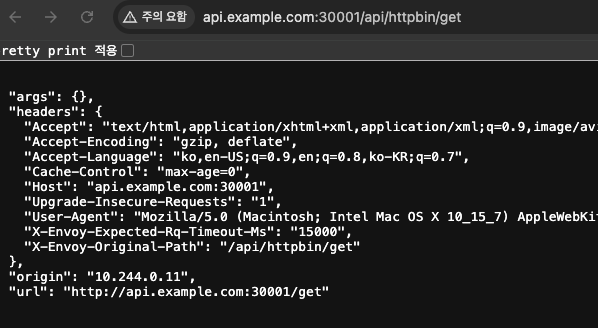 주의 요함 api.example.com:30001/api/httpbin/get
retty print 적용
"args": {},
"headers": {
"Accept": "text/html,application/xhtml+xml,application/xml;q=0.9,image/avi
"Accept-Encoding": "gzip, deflate",
"Accept-Language": "ko,en-US;q=0.9,en;q=0.8,ko-KR;q=0.7",
"Cache-Control": "max-age=0",
"Host": "api.example.com:30001",
"Upgrade-Insecure-Requests": "1",
"User-Agent": "Mozilla/5.0 (Macintosh; Intel Mac OS X 10_15_7) AppleWebKit
"X-Envoy-Expected-Rq-Timeout-Ms": "15000",
"X-Envoy-Original-Path": "/api/httpbin/get"
},
"origin": "10.244.0.11",
"url": "http://api.example.com:30001/get"